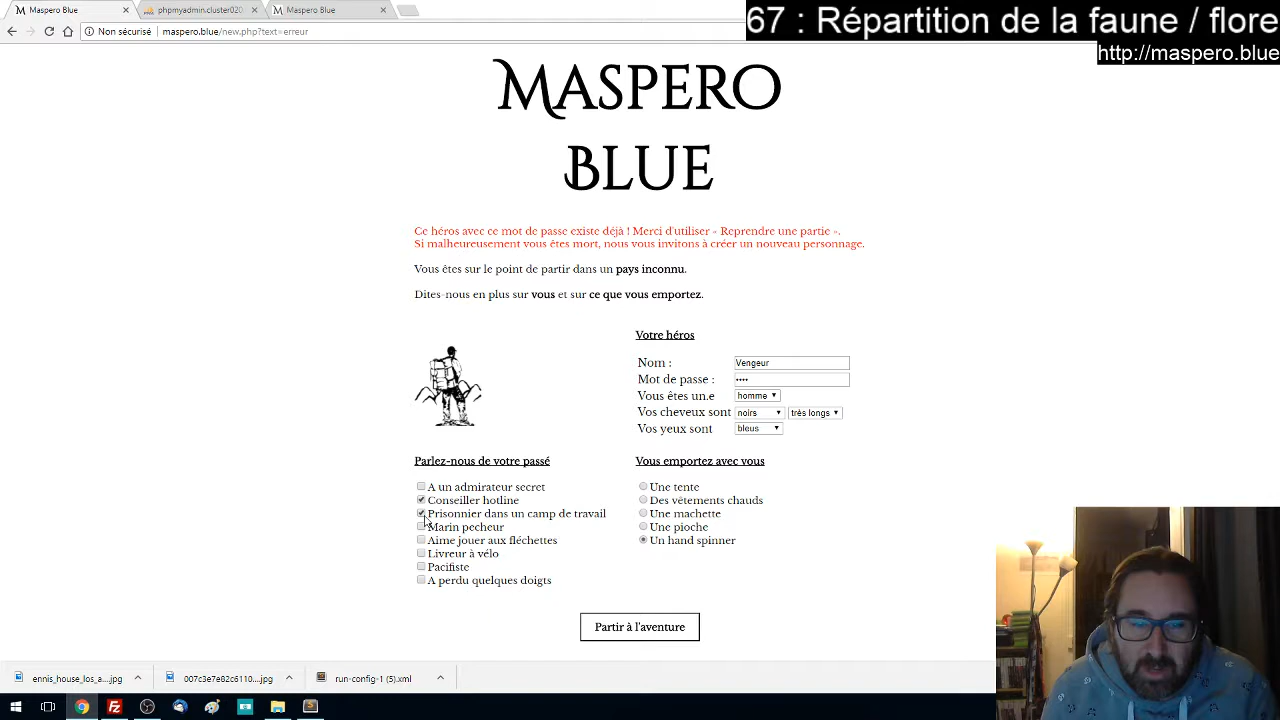 Maspero Blue
phpmyadmin.cluster020
Maspero Blue
67 : Répartition de la faune / flore
http://maspero.blue
Non sécurisé
maspero.blue/new.php?text=erreur
MASPERO
BLUE
Ce héros avec ce mot de passe existe déjà ! Merci d'utiliser « Reprendre une partie ».
Si malheureusement vous êtes mort, nous vous invitons à créer un nouveau personnage.
Vous êtes sur le point de partir dans un pays inconnu.
Dites-nous en plus sur vous et sur ce que vous emportez.
Votre héros
Nom : Vengeur
Mot de passe : ••••
Vous êtes un.e homme
Vos cheveux sont noirs très longs
Vos yeux sont bleus
Parlez-nous de votre passé
A un admirateur secret
Conseiller hotline
Prisonnier dans un camp de travail
Marin pecheur
Aime jouer aux fléchettes
Livreur à vélo
Pacifiste
A perdu quelques doigts
Vous emportez avec vous
Une tente
Des vêtements chauds
Une machette
Une pioche
Un hand spinner
Partir à l'aventure
ennis_house_los_a....jpg
007c3e7e82c6110....jpg
run-config-1 (5).xml